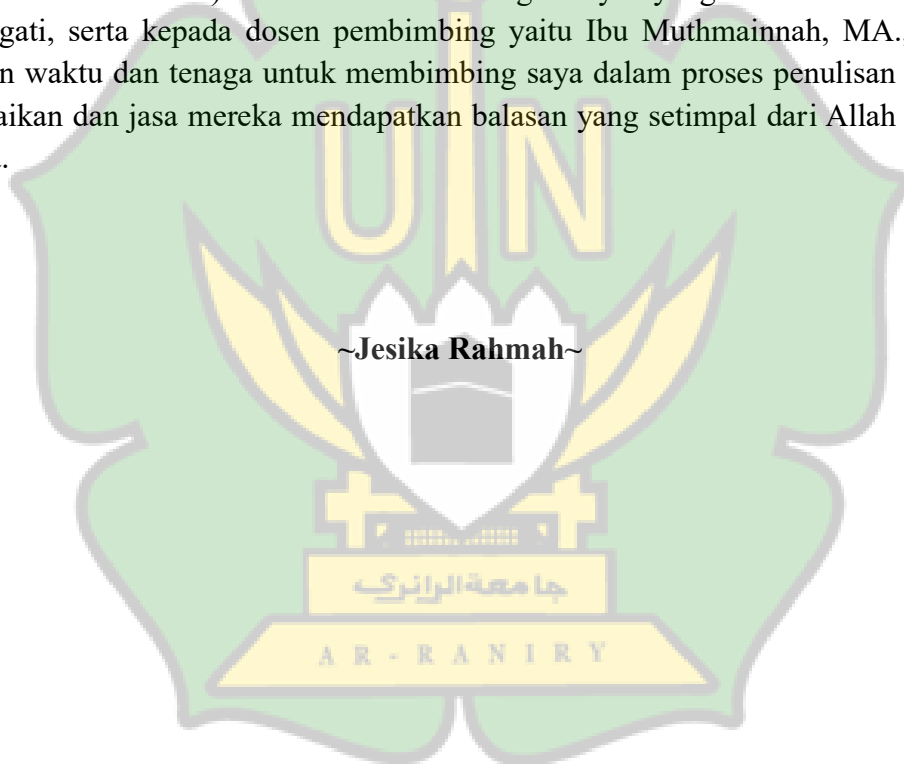 gati, serta kepada dosen pembimbing yaitu Ibu Muthmainnah, MA.,
n waktu dan tenaga untuk membimbing saya dalam proses penulisan
aikan dan jasa mereka mendapatkan balasan yang setimpal dari Allah
UIN
~Jesika Rahmah~
جامعة الرانري
AR-RANIRY